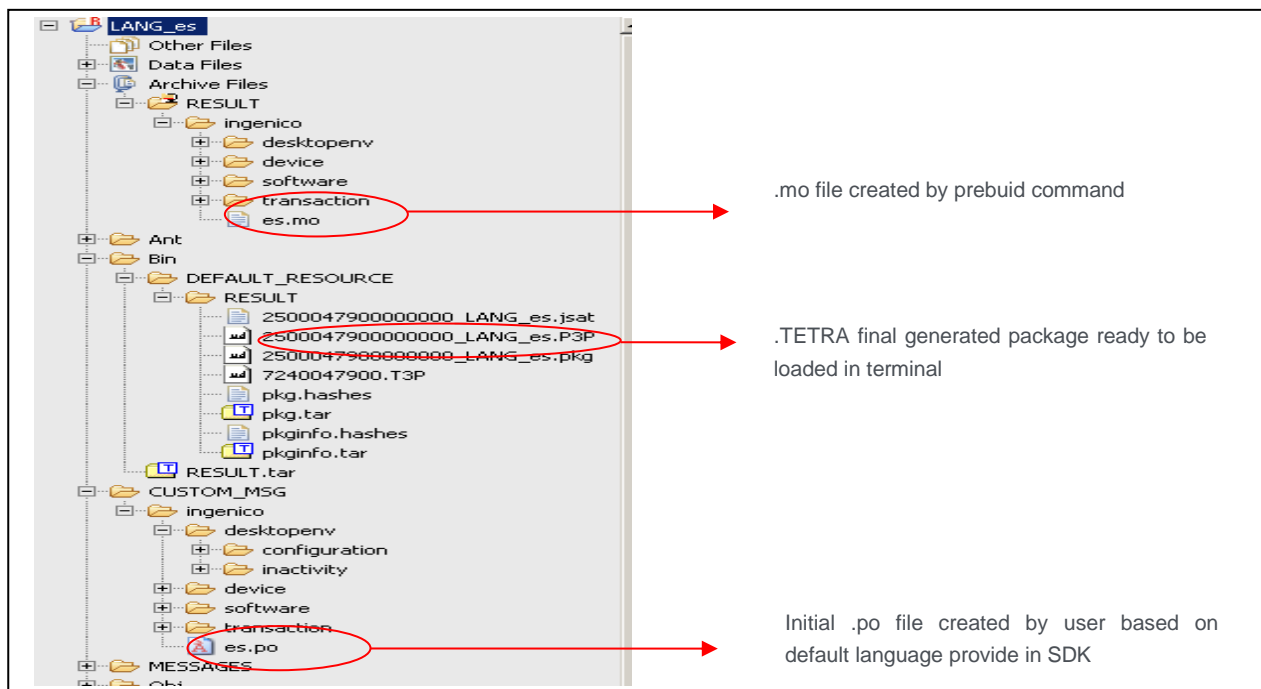 LANG_es
Other Files
Data Files
Archive Files
RESULT
ingenico
desktopenv
device
software
transaction
es.mo
.mo file created by prebuid command
Ant
Bin
DEFAULT_RESOURCE
RESULT
2500047900000000_LANG_es.jsat
2500047900000000_LANG_es.P3P
2500047900000000_LANG_es.pkg
7240047900.T3P
pkg.hashes
pkg.tar
pkginfo.hashes
pkginfo.tar
RESULT.tar
.TETRA final generated package ready to be
loaded in terminal
CUSTOM_MSG
ingenico
desktopenv
configuration
inactivity
device
software
transaction
es.po
Initial .po file created by user based on
default language provide in SDK
MESSAGES
Obj